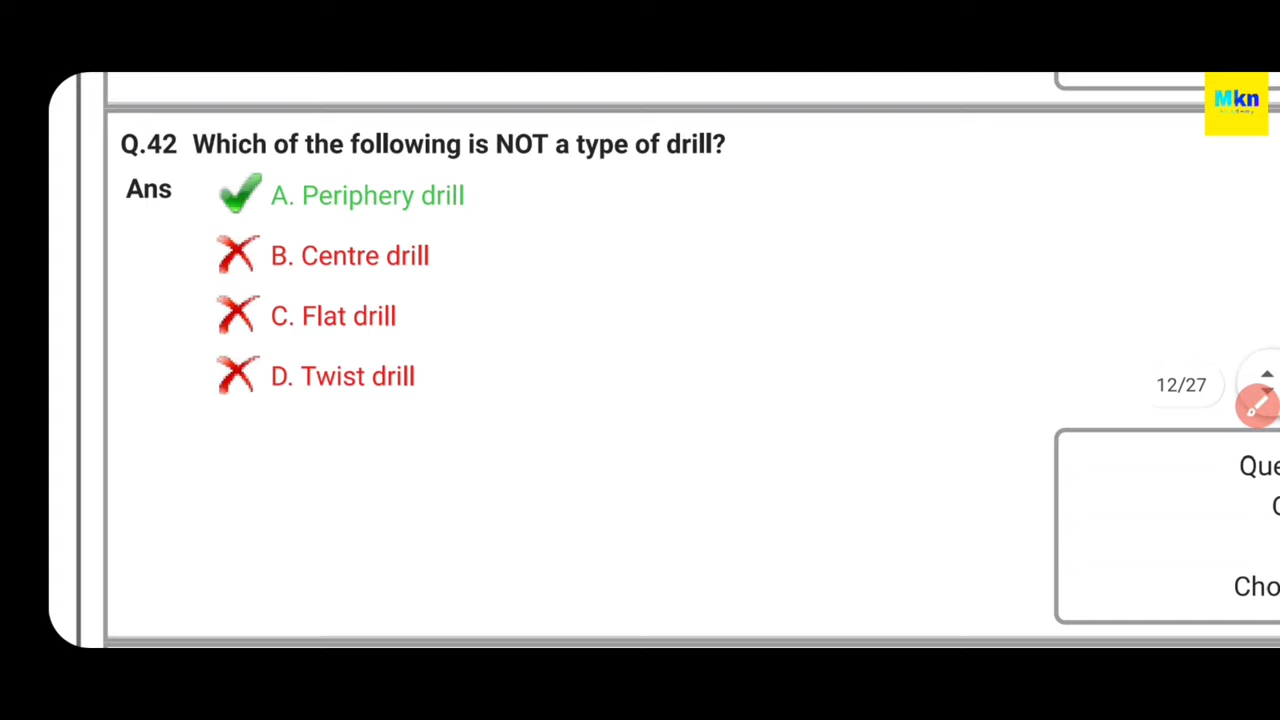 Mkn
Q.42 Which of the following is NOT a type of drill?
Ans A. Periphery drill
B. Centre drill
C. Flat drill
D. Twist drill
12/27
Que
Cho